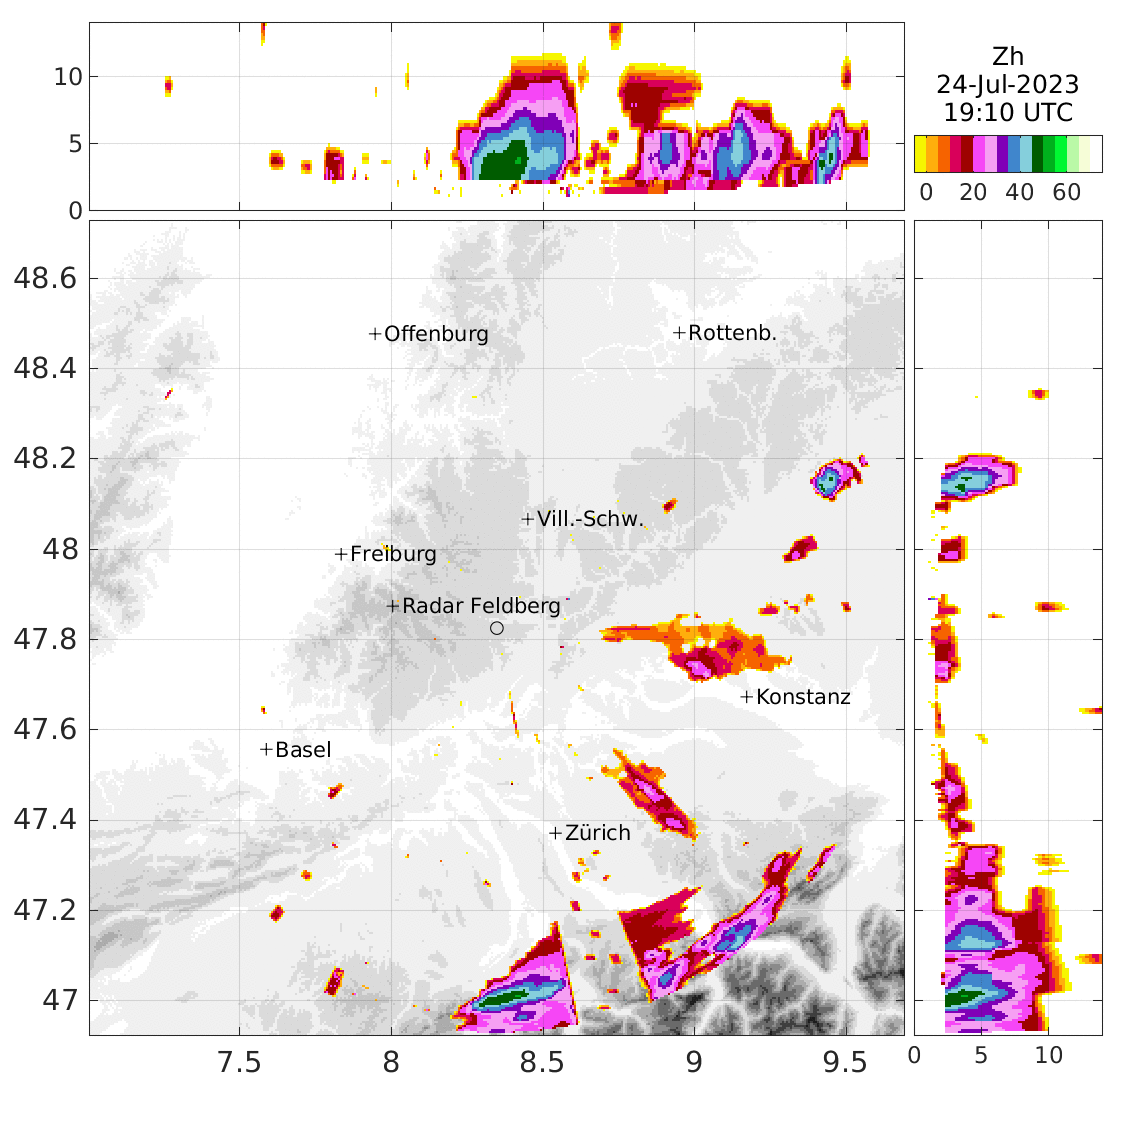 10
5
0
Zh
24-Jul-2023
19:10 UTC
0 20 40 60
48.6
48.4
48.2
48
47.8
47.6
47.4
47.2
47
+Offenburg
+Rottenb.
+Vill.-Schw.
+Freiburg
+Radar Feldberg
+Konstanz
+Basel
+Zürich
7.5 8 8.5 9 9.5
0 5 10